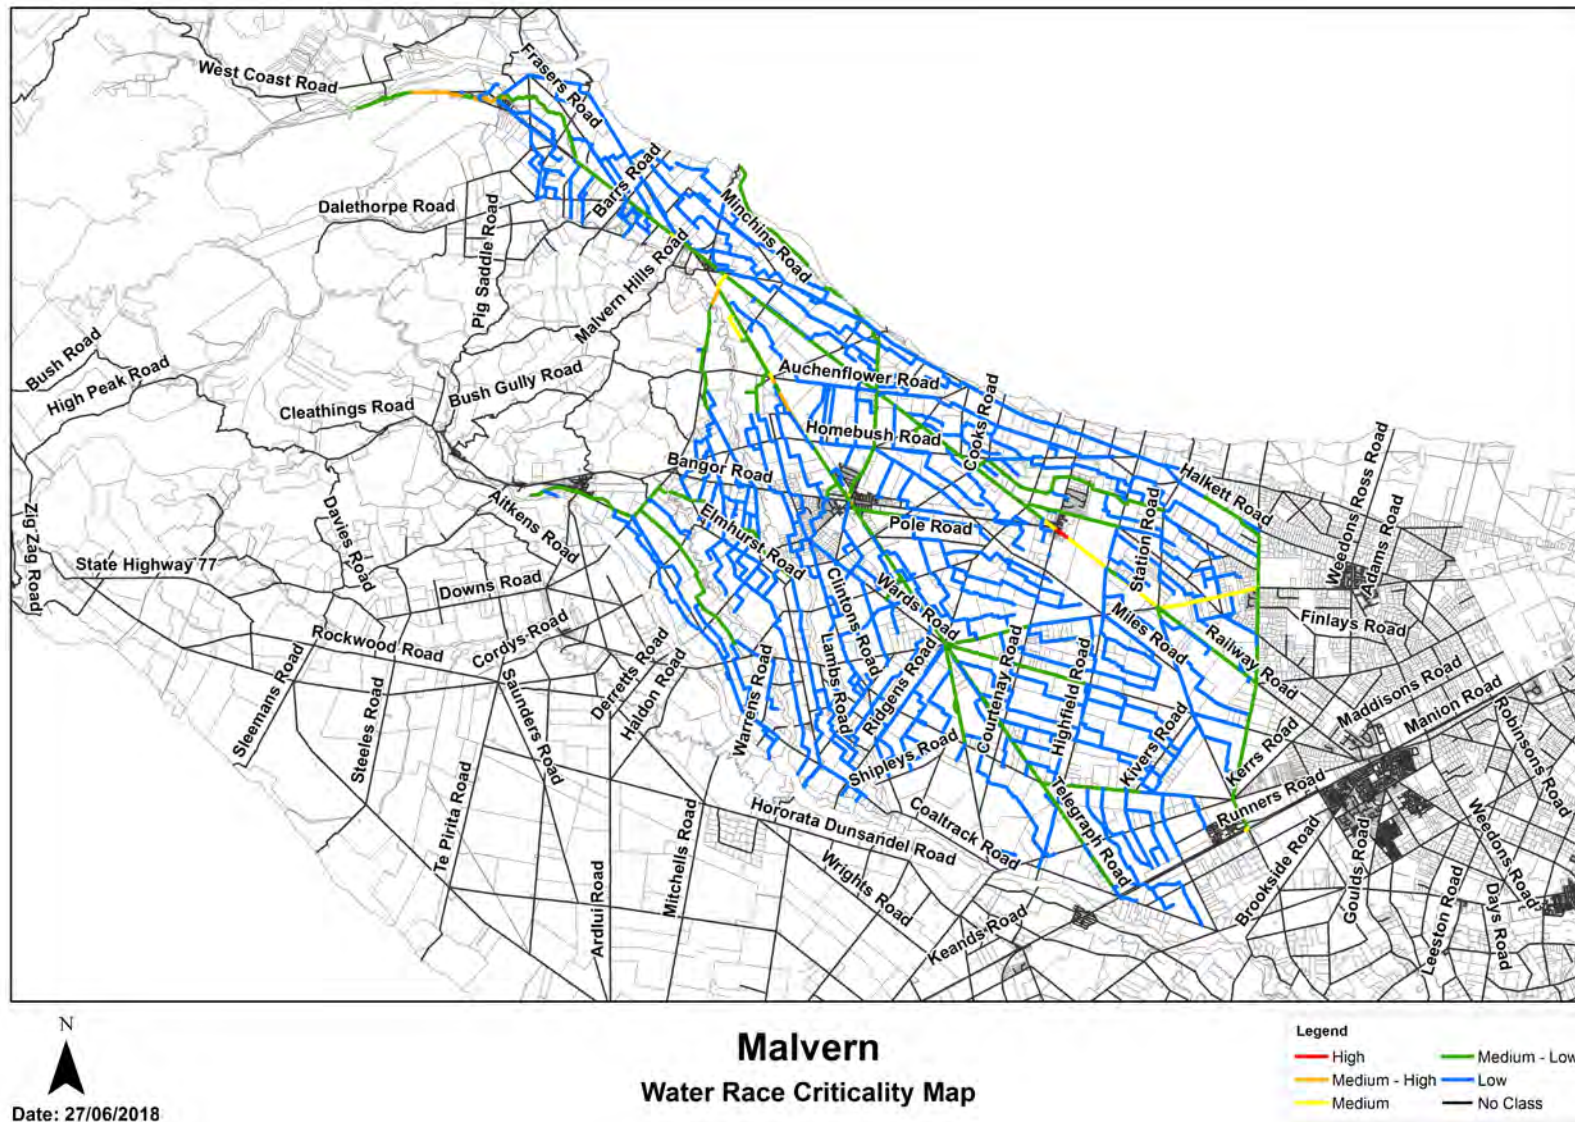 West Coast Road
Frasers Road
Barrs Road
Dalethorpe Road
Pig Saddle Road
Minchins Road
Malvern Hills Road
Bush Road
High Peak Road
Bush Gully Road
Auchenflower Road
Cleathings Road
Homebush Road
Cooks Road
Bangor Road
Halkett Road
Weedons Ross Road
Adams Road
Zig Zag Road
Davies Road
Aitkens Road
Elmhurst Road
Pole Road
Station Road
State Highway 77
Downs Road
Clintons Road
Wards Road
Miles Road
Finlays Road
Rockwood Road
Cordys Road
Railway Road
Sleemans Road
Steeles Road
Saunders Road
Derretts Road
Haldon Road
Warrens Road
Lambs Road
Ridgens Road
Courtenay Road
Highfield Road
Kivers Road
Kerrs Road
Maddisons Road
Manion Road
Robinsons Road
Shipleys Road
Te Pirita Road
Ardlui Road
Mitchells Road
Hororata Dunsandel Road
Coaltrack Road
Telegraph Road
Runners Road
Wrights Road
Keands Road
Brookside Road
Goulds Road
Weedons Road
Leeston Road
Days Road
N
Date: 27/06/2018
Malvern
Water Race Criticality Map
Legend
High
Medium - High
Medium
Medium - Low
Low
No Class